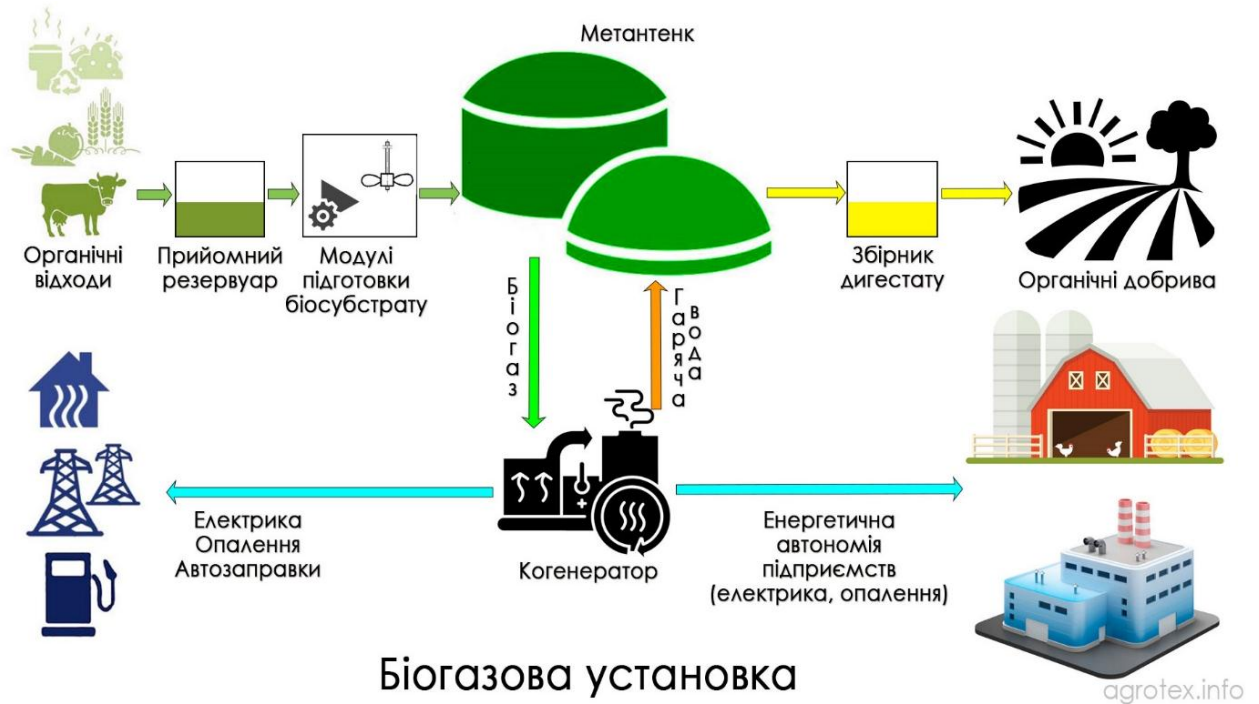 Метантенк
Органічні
відходи
Прийомний
резервуар
Модулі
підготовки
біосубстрату
Збірник
дигестату
Органічні добрива
Біогаз
Гаряча
вода
Електрика
Опалення
Автозаправки
Когенератор
Енергетична
автономія
підприємств
(електрика, опалення)
Біогазова установка
agrotex.info